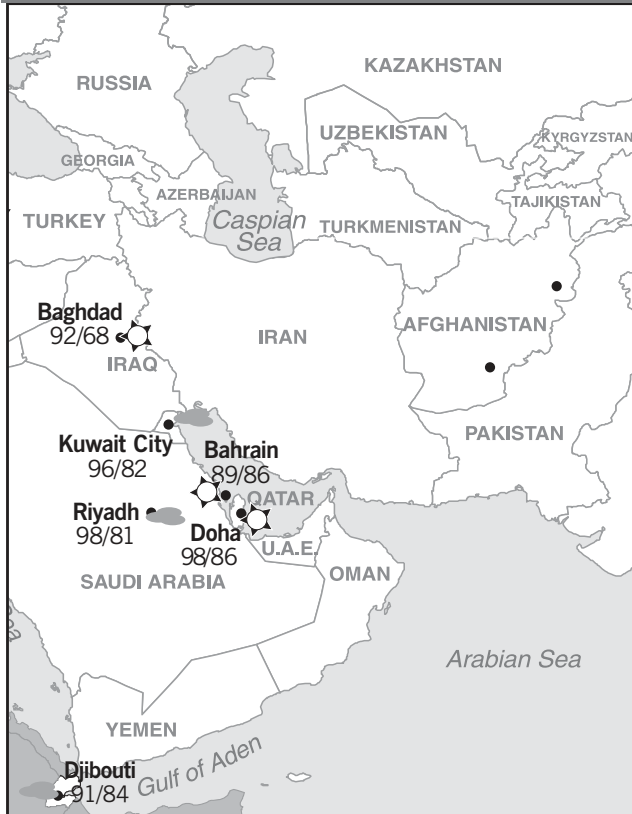 KAZAKHSTAN
RUSSIA
UZBEKISTAN
KYRGYZSTAN
GEORGIA
AZERBAIJAN
TAJIKISTAN
TURKEY
Caspian
Sea
TURKMENISTAN
Baghdad
92/68
IRAQ
IRAN
AFGHANISTAN
Kuwait City
96/82
Bahrain
89/86
PAKISTAN
QATAR
Riyadh
98/81
Doha
98/86
U.A.E.
SAUDI ARABIA
OMAN
Arabian Sea
YEMEN
Djibouti
91/84
Gulf of Aden